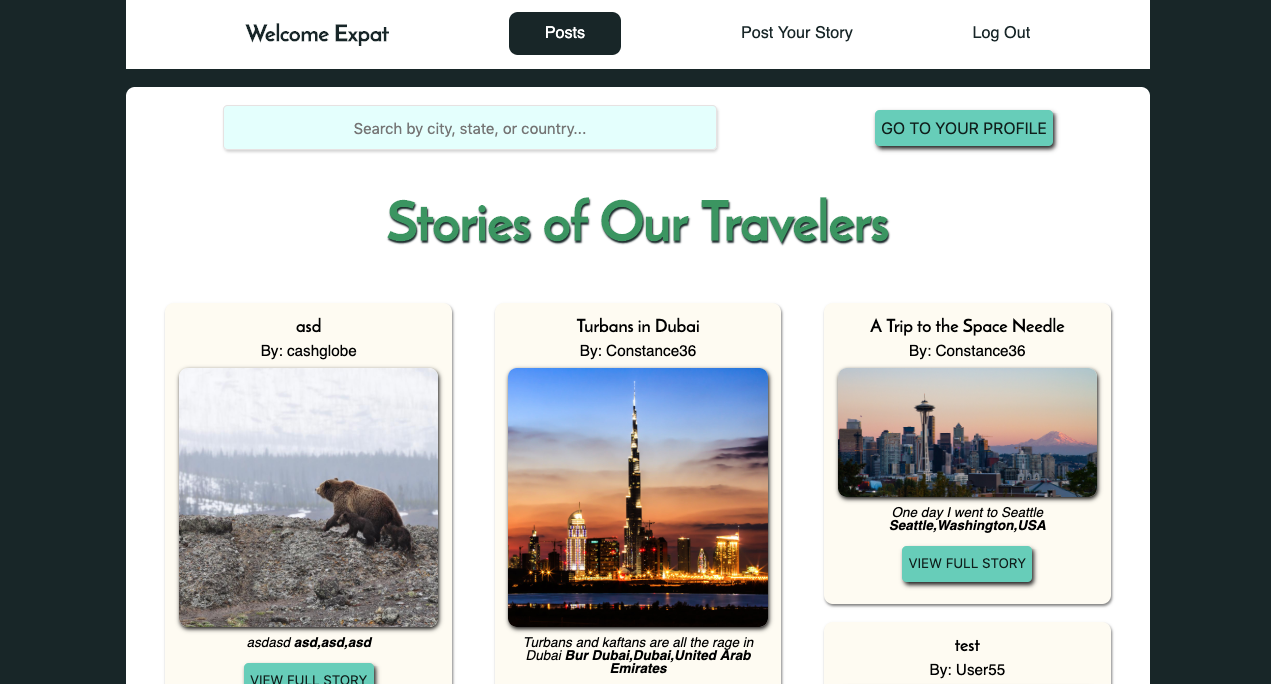 Welcome Expat
Posts
Post Your Story
Log Out
Search by city, state, or country...
GO TO YOUR PROFILE
Stories of Our Travelers
asd
By: cashglobe
asdasd asd,asd,asd
VIEW FULL STORY
Turbans in Dubai
By: Constance36
Turbans and kaftans are all the rage in
Dubai Bur Dubai,Dubai,United Arab
Emirates
A Trip to the Space Needle
By: Constance36
One day I went to Seattle
Seattle,Washington,USA
VIEW FULL STORY
test
By: User55